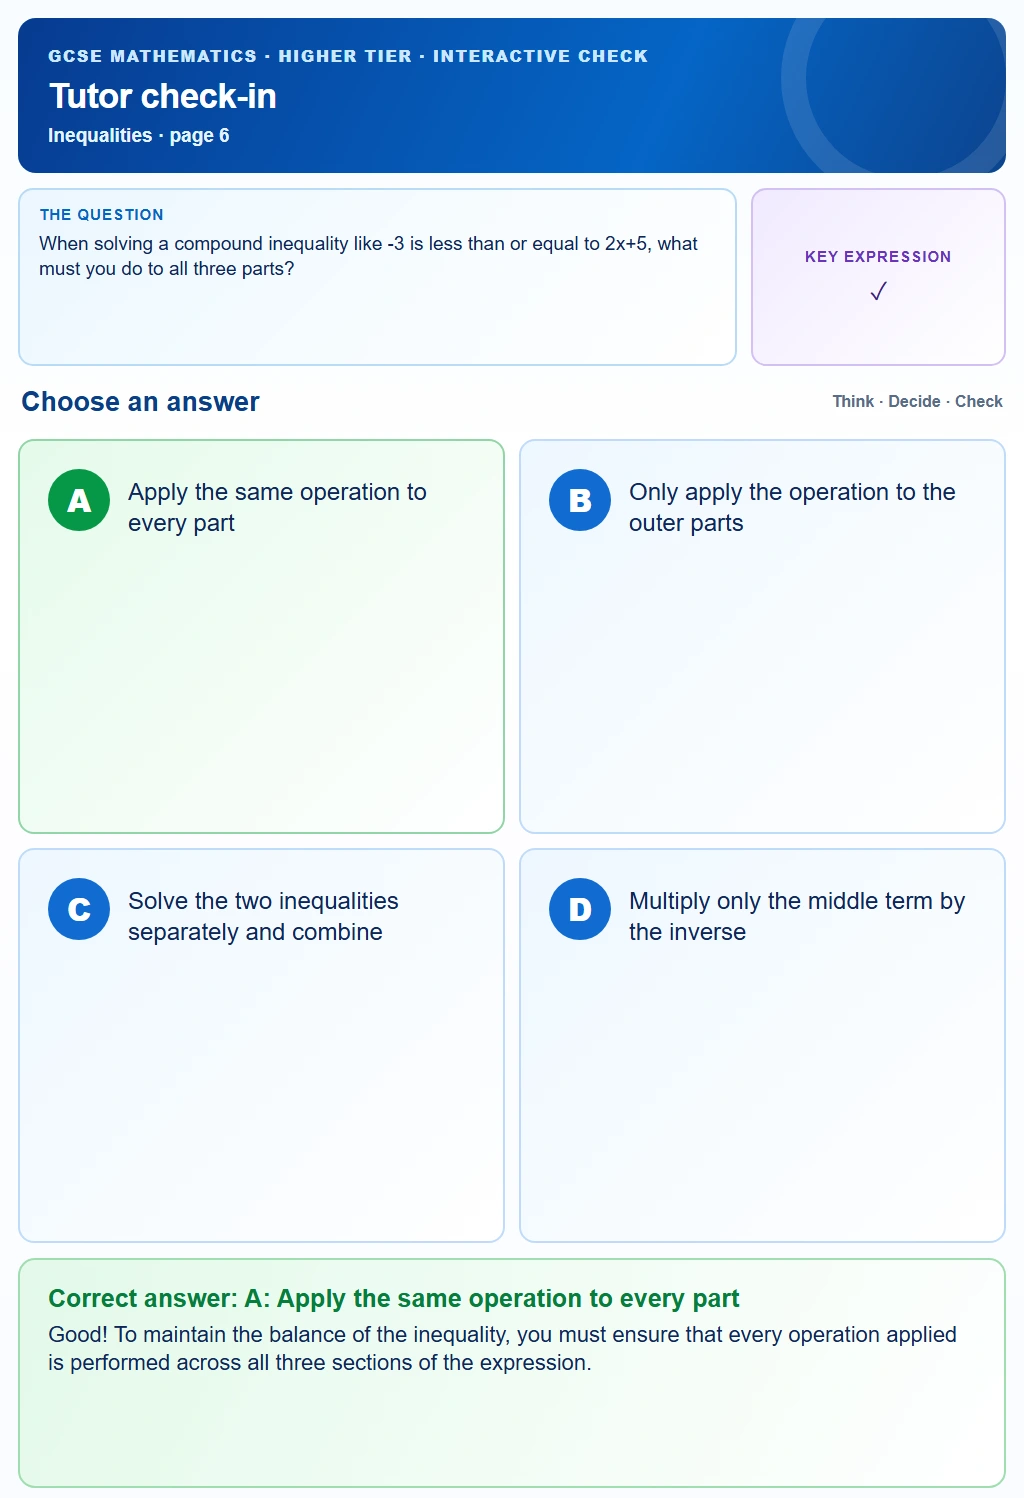 GCSE MATHEMATICS · HIGHER TIER · INTERACTIVE CHECK
Tutor check-in
Inequalities · page 6
THE QUESTION
When solving a compound inequality like -3 is less than or equal to 2x+5, what
must you do to all three parts?
KEY EXPRESSION
✓
Choose an answer
Think · Decide · Check
A
Apply the same operation to
every part
B
Only apply the operation to the
outer parts
C
Solve the two inequalities
separately and combine
D
Multiply only the middle term by
the inverse
Correct answer: A: Apply the same operation to every part
Good! To maintain the balance of the inequality, you must ensure that every operation applied
is performed across all three sections of the expression.